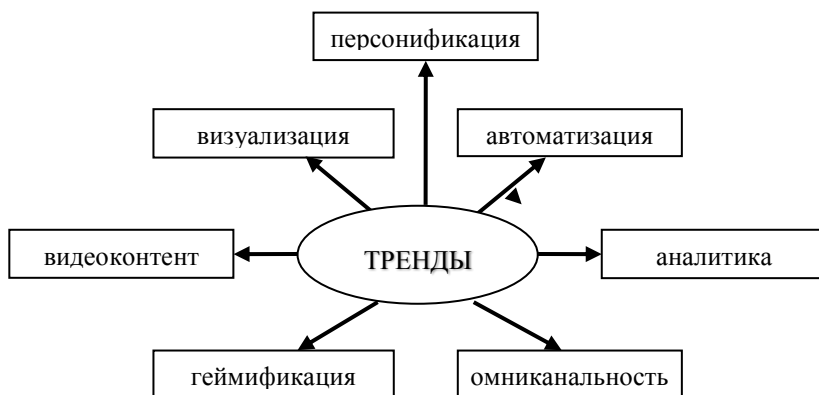 персонификация
визуализация
автоматизация
видеоконтент
ТРЕНДЫ
аналитика
геймификация
омниканальность